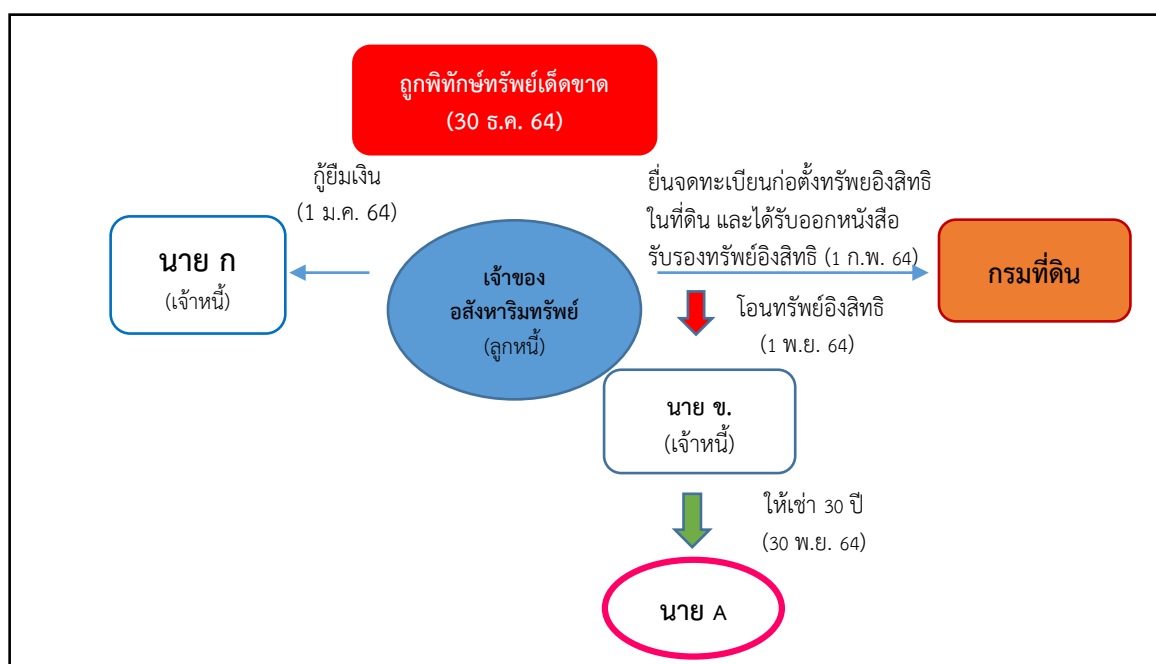 ถูกพิทักษ์ทรัพย์เด็ดขาด
(30 ธ.ค. 64)
กู้ยืมเงิน
(1 ม.ค. 64)
ยื่นจดทะเบียนก่อตั้งทรัพยอิงสิทธิ
ในที่ดิน และได้รับออกหนังสือ
รับรองทรัพย์อิงสิทธิ (1 ก.พ. 64)
นาย ก
(เจ้าหนี้)
เจ้าของ
อสังหาริมทรัพย์
(ลูกหนี้)
กรมที่ดิน
โอนทรัพย์อิงสิทธิ
(1 พ.ย. 64)
นาย ข.
(เจ้าหนี้)
ให้เช่า 30 ปี
(30 พ.ย. 64)
นาย A